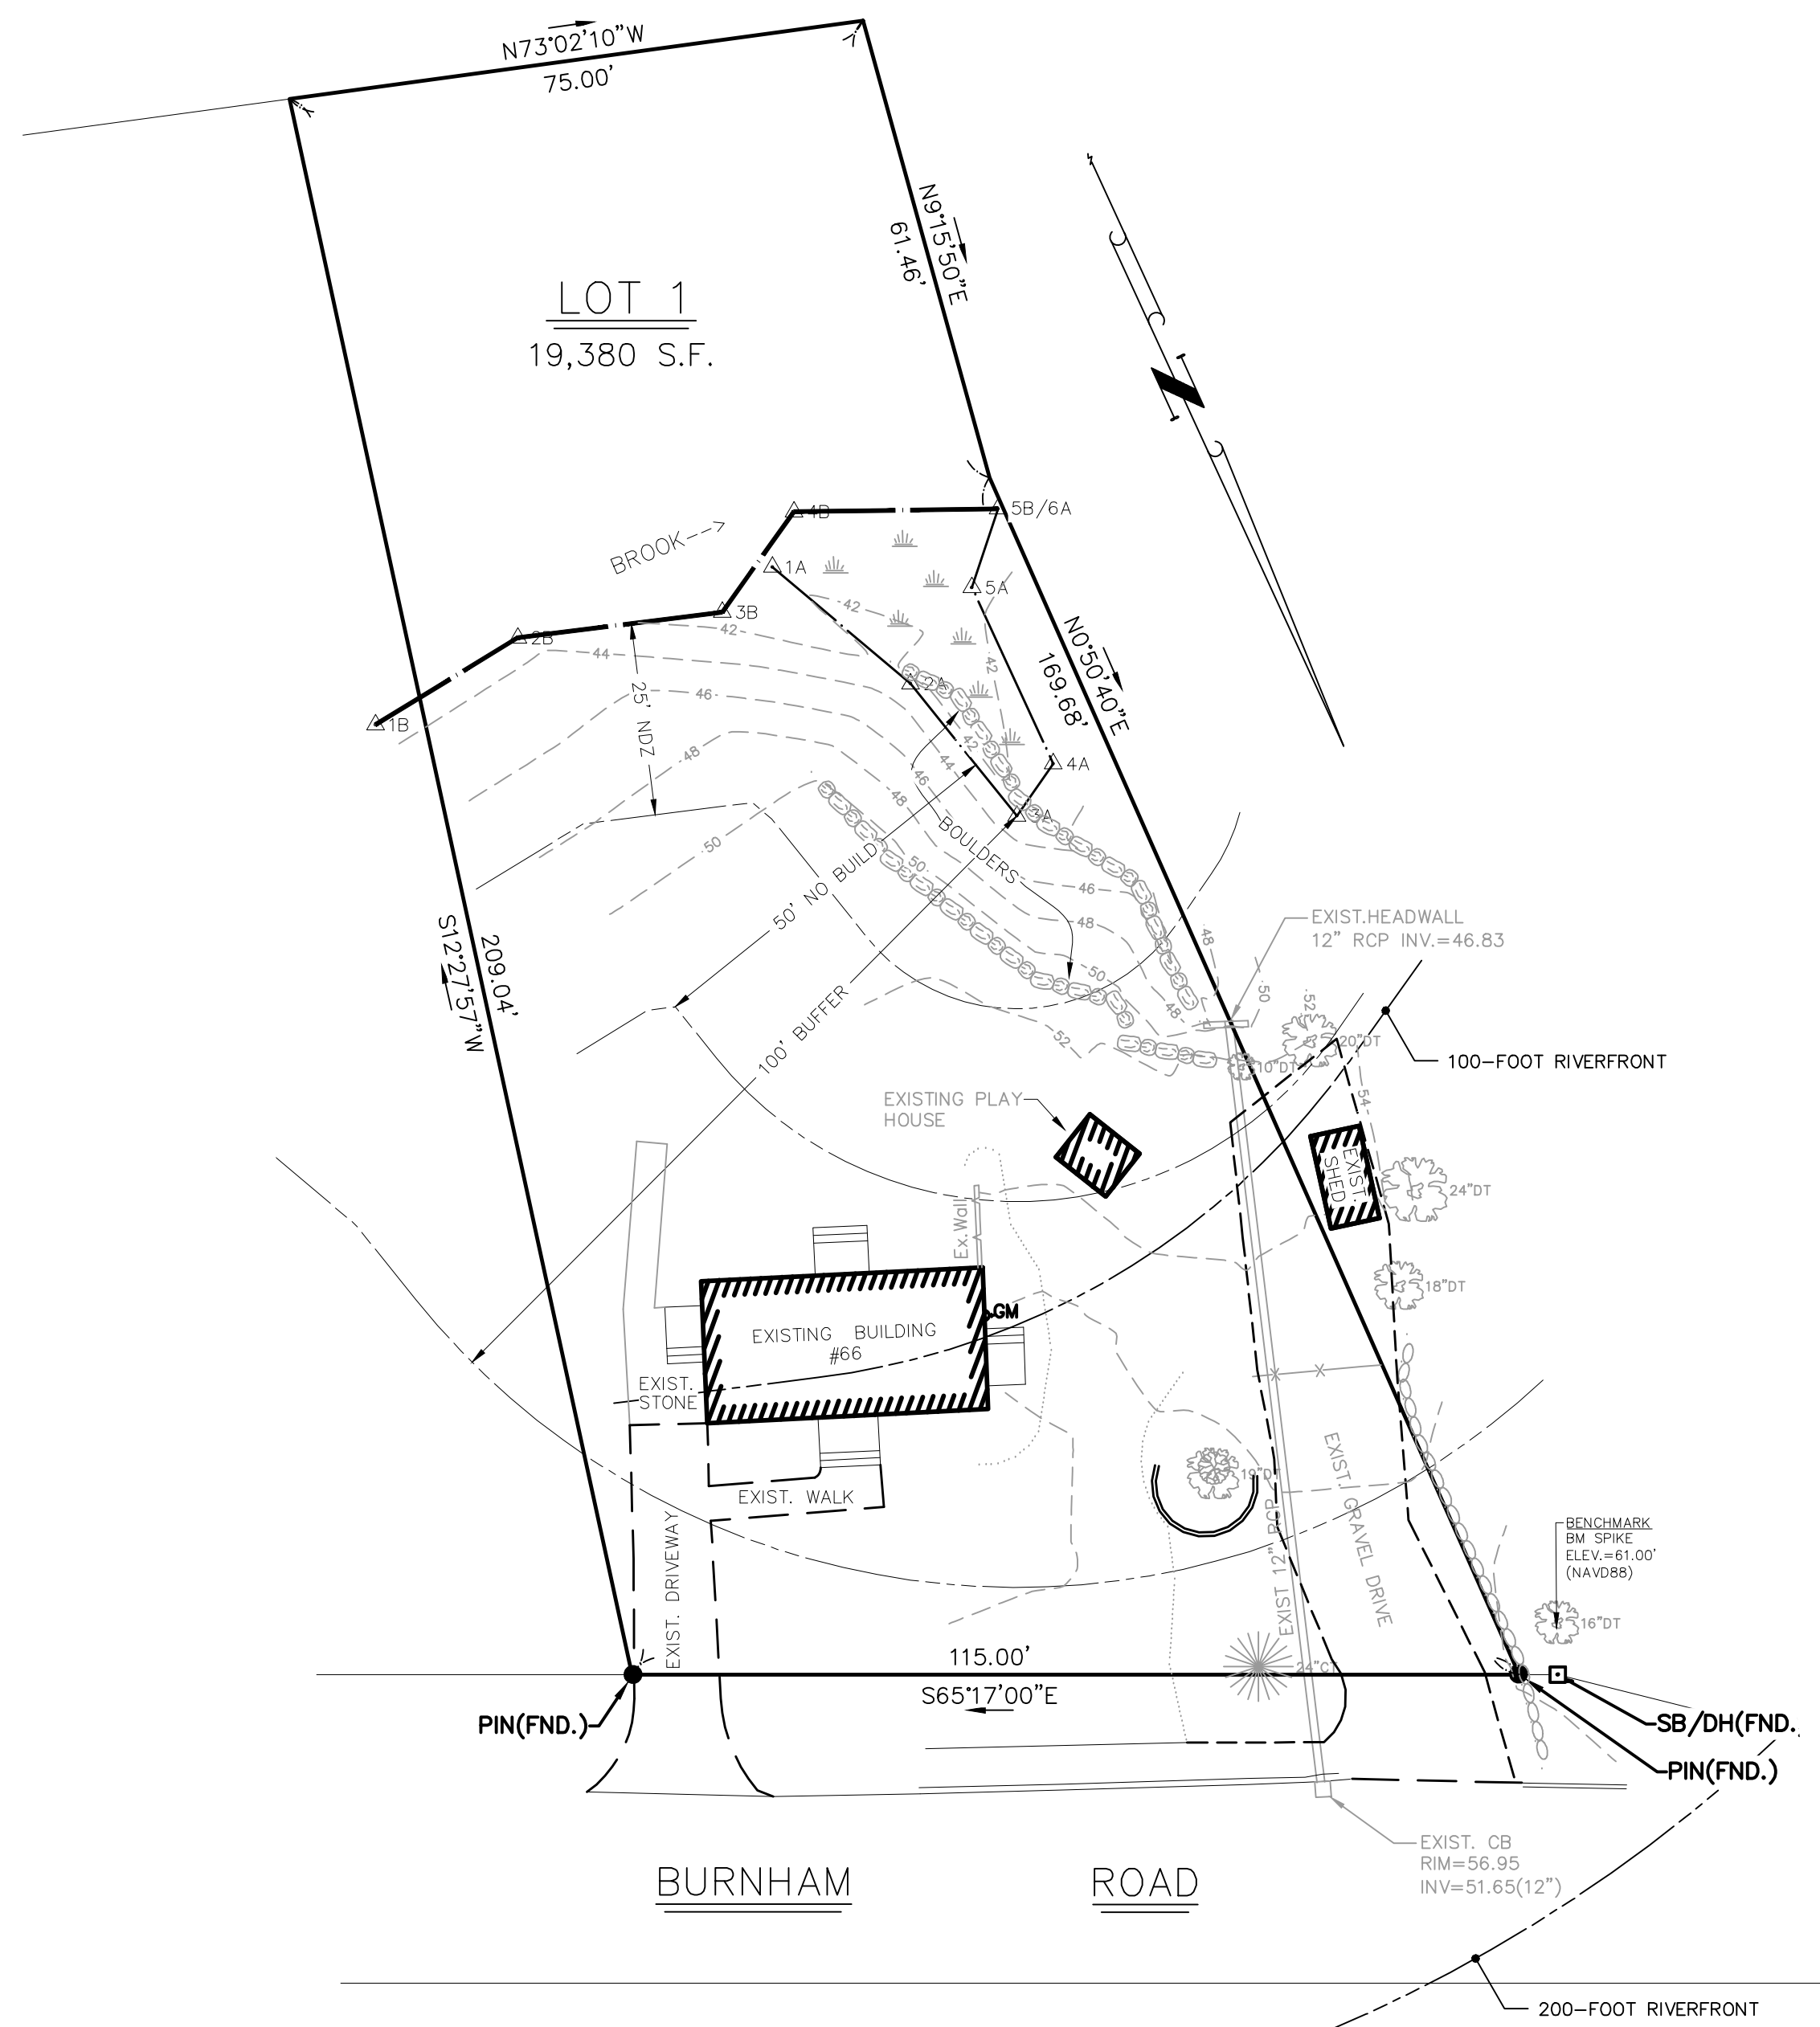 N73°02'10"W
75.00'
N9°15'50"E
61.46'
LOT 1
19,380 S.F.
BROOK--->
4B
5B/6A
1A
5A
3B
2B
1B
2A
4A
3A
42
42
42
42
44
44
46
46
46
48
48
48
48
48
50
50
50
50
52
52
54
25' NDZ
N0°50'40"E
169.68'
BOULDERS
50' NO BUILD
100' BUFFER
S12°27'57"W
209.04'
EXIST.HEADWALL
12" RCP INV.=46.83
20"DT
10"DT
100-FOOT RIVERFRONT
EXISTING PLAY
HOUSE
EXIST.
SHED
24"DT
18"DT
Ex.Wall
GM
EXISTING BUILDING
#66
EXIST.
STONE
EXIST. WALK
EXIST. DRIVEWAY
19"DT
EXIST 12" RCP
EXIST. GRAVEL DRIVE
BENCHMARK
BM SPIKE
ELEV.=61.00'
(NAVD88)
16"DT
24"CT
115.00'
S65°17'00"E
PIN(FND.)
SB/DH(FND.
PIN(FND.)
EXIST. CB
RIM=56.95
INV=51.65(12")
BURNHAM ROAD
200-FOOT RIVERFRONT